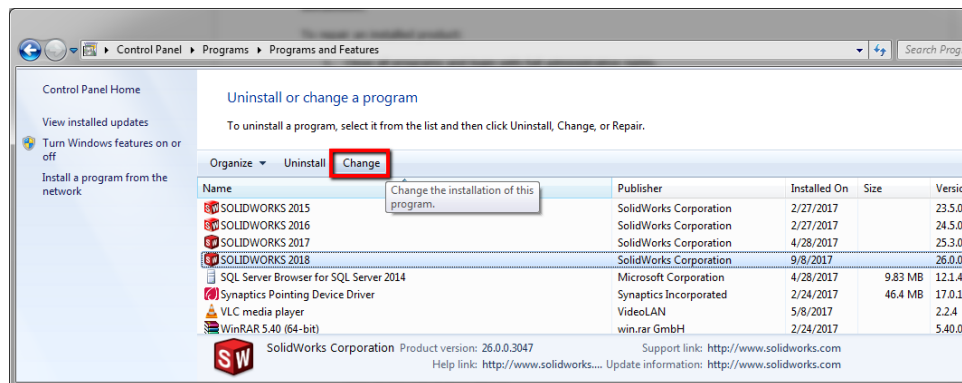 Control Panel ▸ Programs ▸ Programs and Features
Search Prog
Control Panel Home
View installed updates
Turn Windows features on or
off
Install a program from the
network
Uninstall or change a program
To uninstall a program, select it from the list and then click Uninstall, Change, or Repair.
Organize Uninstall Change
Name Publisher Installed On Size Versio
Change the installation of this
program.
SOLIDWORKS 2015 SolidWorks Corporation 2/27/2017 23.5.0
SOLIDWORKS 2016 SolidWorks Corporation 2/27/2017 24.5.0
SOLIDWORKS 2017 SolidWorks Corporation 4/28/2017 25.3.0
SOLIDWORKS 2018 SolidWorks Corporation 9/8/2017 26.0.0
SQL Server Browser for SQL Server 2014 Microsoft Corporation 4/28/2017 9.83 MB 12.1.4
Synaptics Pointing Device Driver Synaptics Incorporated 2/24/2017 46.4 MB 17.0.1
VLC media player VideoLAN 5/8/2017 2.2.4
WinRAR 5.40 (64-bit) win.rar GmbH 2/24/2017 5.40.0
SW SolidWorks Corporation Product version: 26.0.0.3047 Support link: http://www.solidworks.com
Help link: http://www.solidworks.... Update information: http://www.solidworks.com